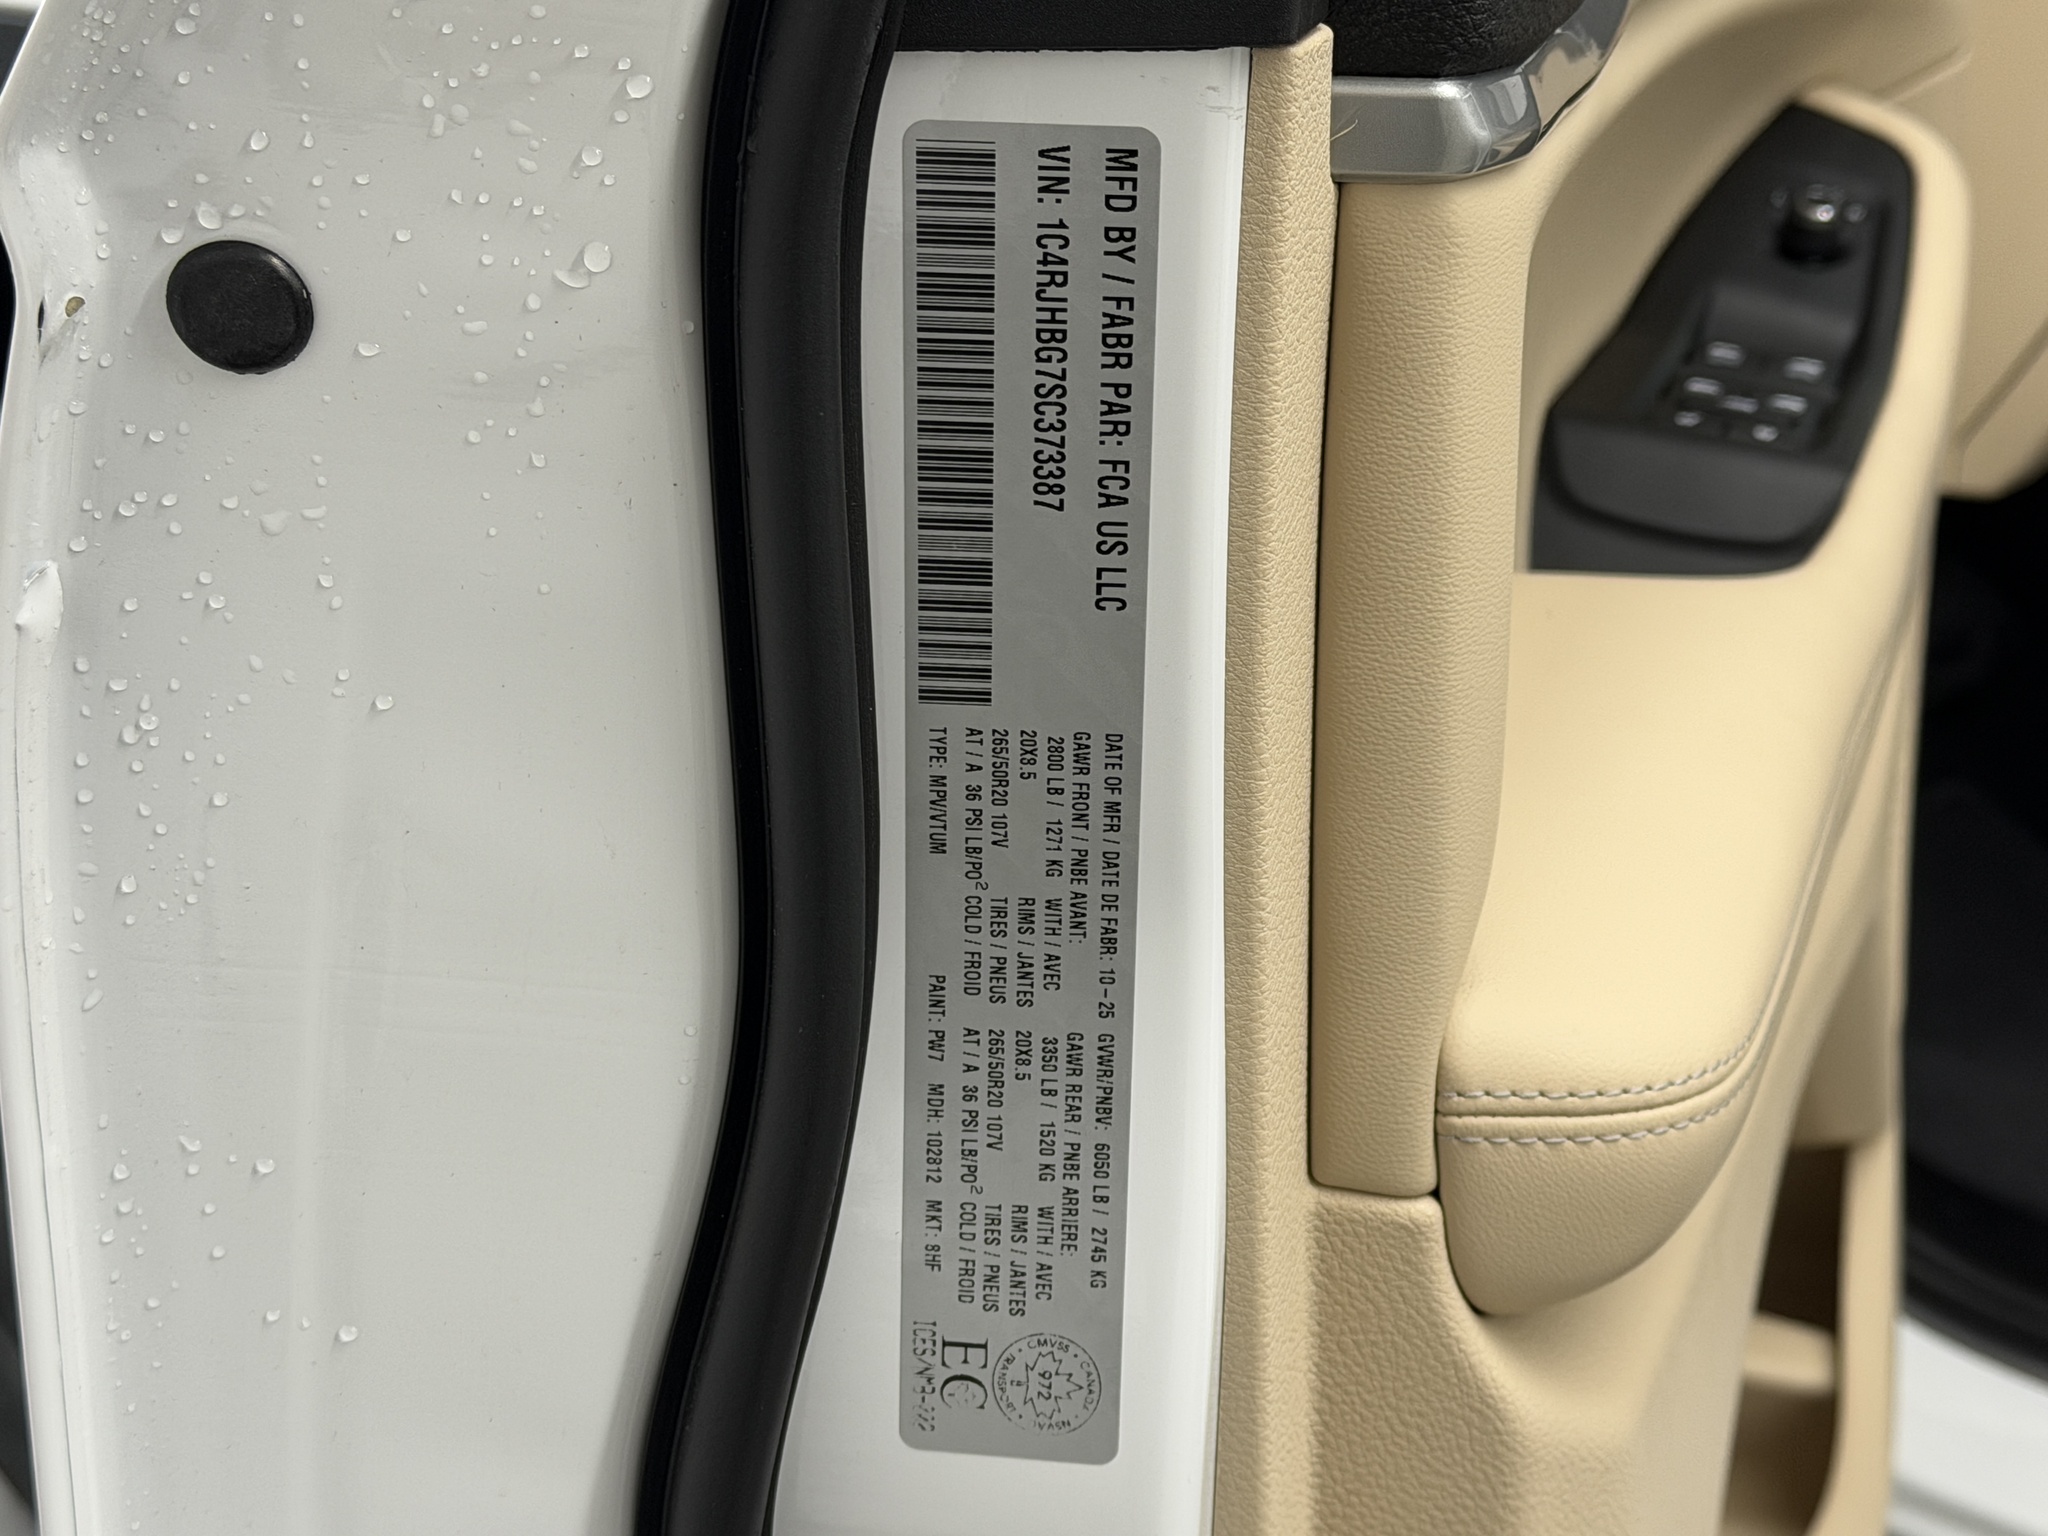 MFD BY / FABR PAR: FCA US LLC
VIN: 1C4RJHBG7SC373387
DATE OF MFR / DATE DE FABR: 10-25 GVWR/PNBV: 6050 LB / 2745 KG
GAWR FRONT / PNBE AVANT: GAWR REAR / PNBE ARRIERE:
2800 LB / 1271 KG WITH / AVEC 3350 LB / 1520 KG WITH / AVEC
20X8.5 RIMS / JANTES 20X8.5 RIMS / JANTES
265/50R20 107V TIRES / PNEUS 265/50R20 107V TIRES / PNEUS
AT / A 36 PSI LB/PO² COLD / FROID AT / A 36 PSI LB/PO² COLD / FROID
TYPE: MPV/VTUM PAINT: PW7 MDH: 102812 MKT: 8HF
CMVSS • CANADA
972
EC